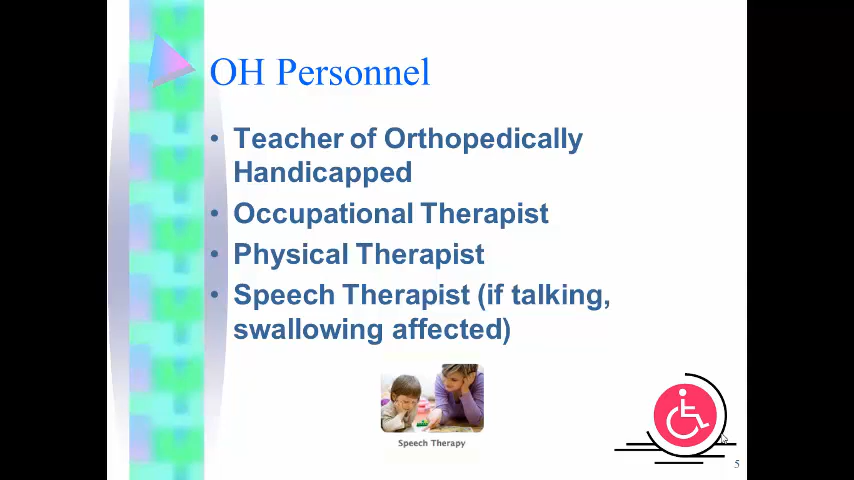 OH Personnel
• Teacher of Orthopedically
Handicapped
• Occupational Therapist
• Physical Therapist
• Speech Therapist (if talking,
swallowing affected)
Speech Therapy
5